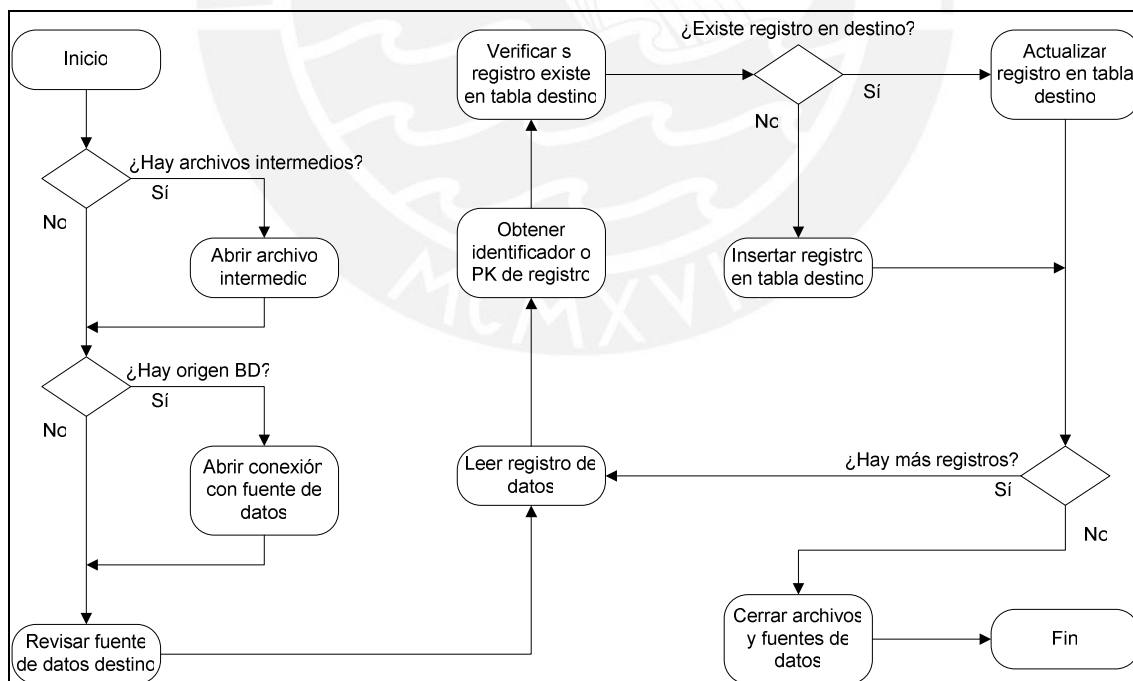 Inicio
¿Hay archivos intermedios?
Sí
No
Abrir archivo
intermedio
¿Hay origen BD?
Sí
No
Abrir conexión
con fuente de
datos
Revisar fuente
de datos destino
Leer registro de
datos
Obtener
identificador o
PK de registro
Verificar s
registro existe
en tabla destino
¿Existe registro en destino?
Sí
No
Insertar registro
en tabla destino
Actualizar
registro en tabla
destino
¿Hay más registros?
Sí
No
Cerrar archivos
y fuentes de
datos
Fin
MCMXVI